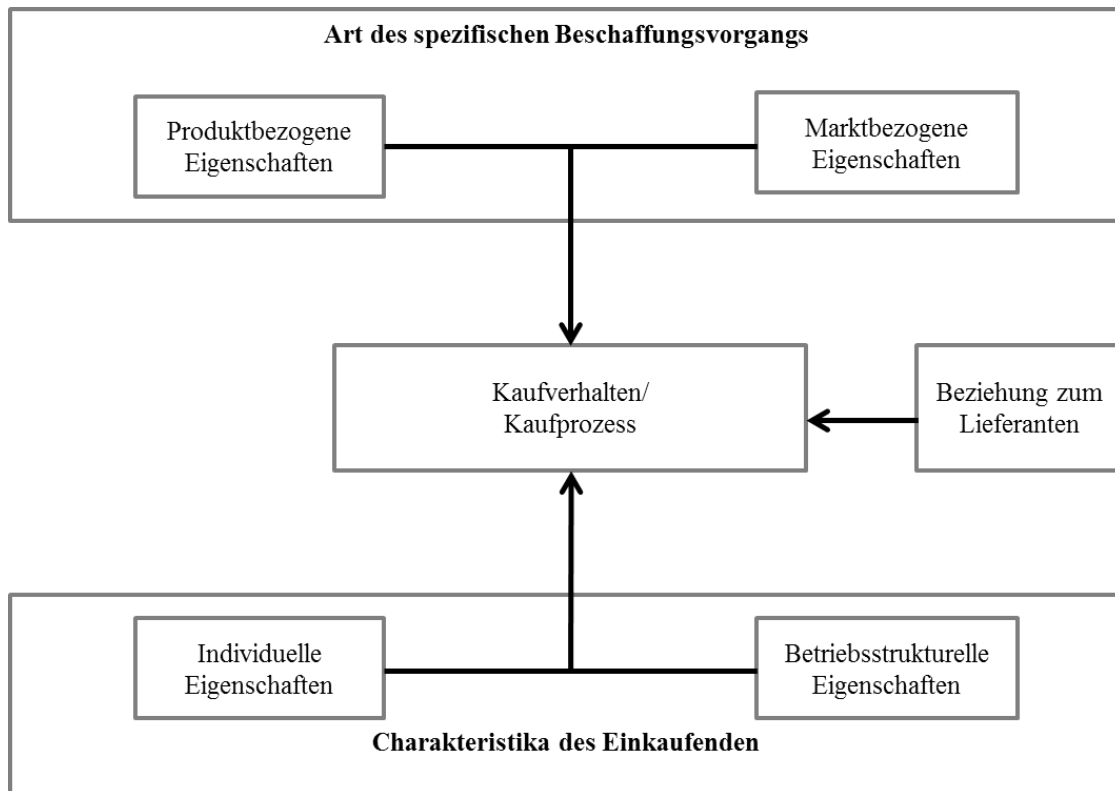 Art des spezifischen Beschaffungsvorgangs
Produktbezogene
Eigenschaften
Marktbezogene
Eigenschaften
Kaufverhalten/
Kaufprozess
Beziehung zum
Lieferanten
Individuelle
Eigenschaften
Betriebsstrukturelle
Eigenschaften
Charakteristika des Einkaufenden